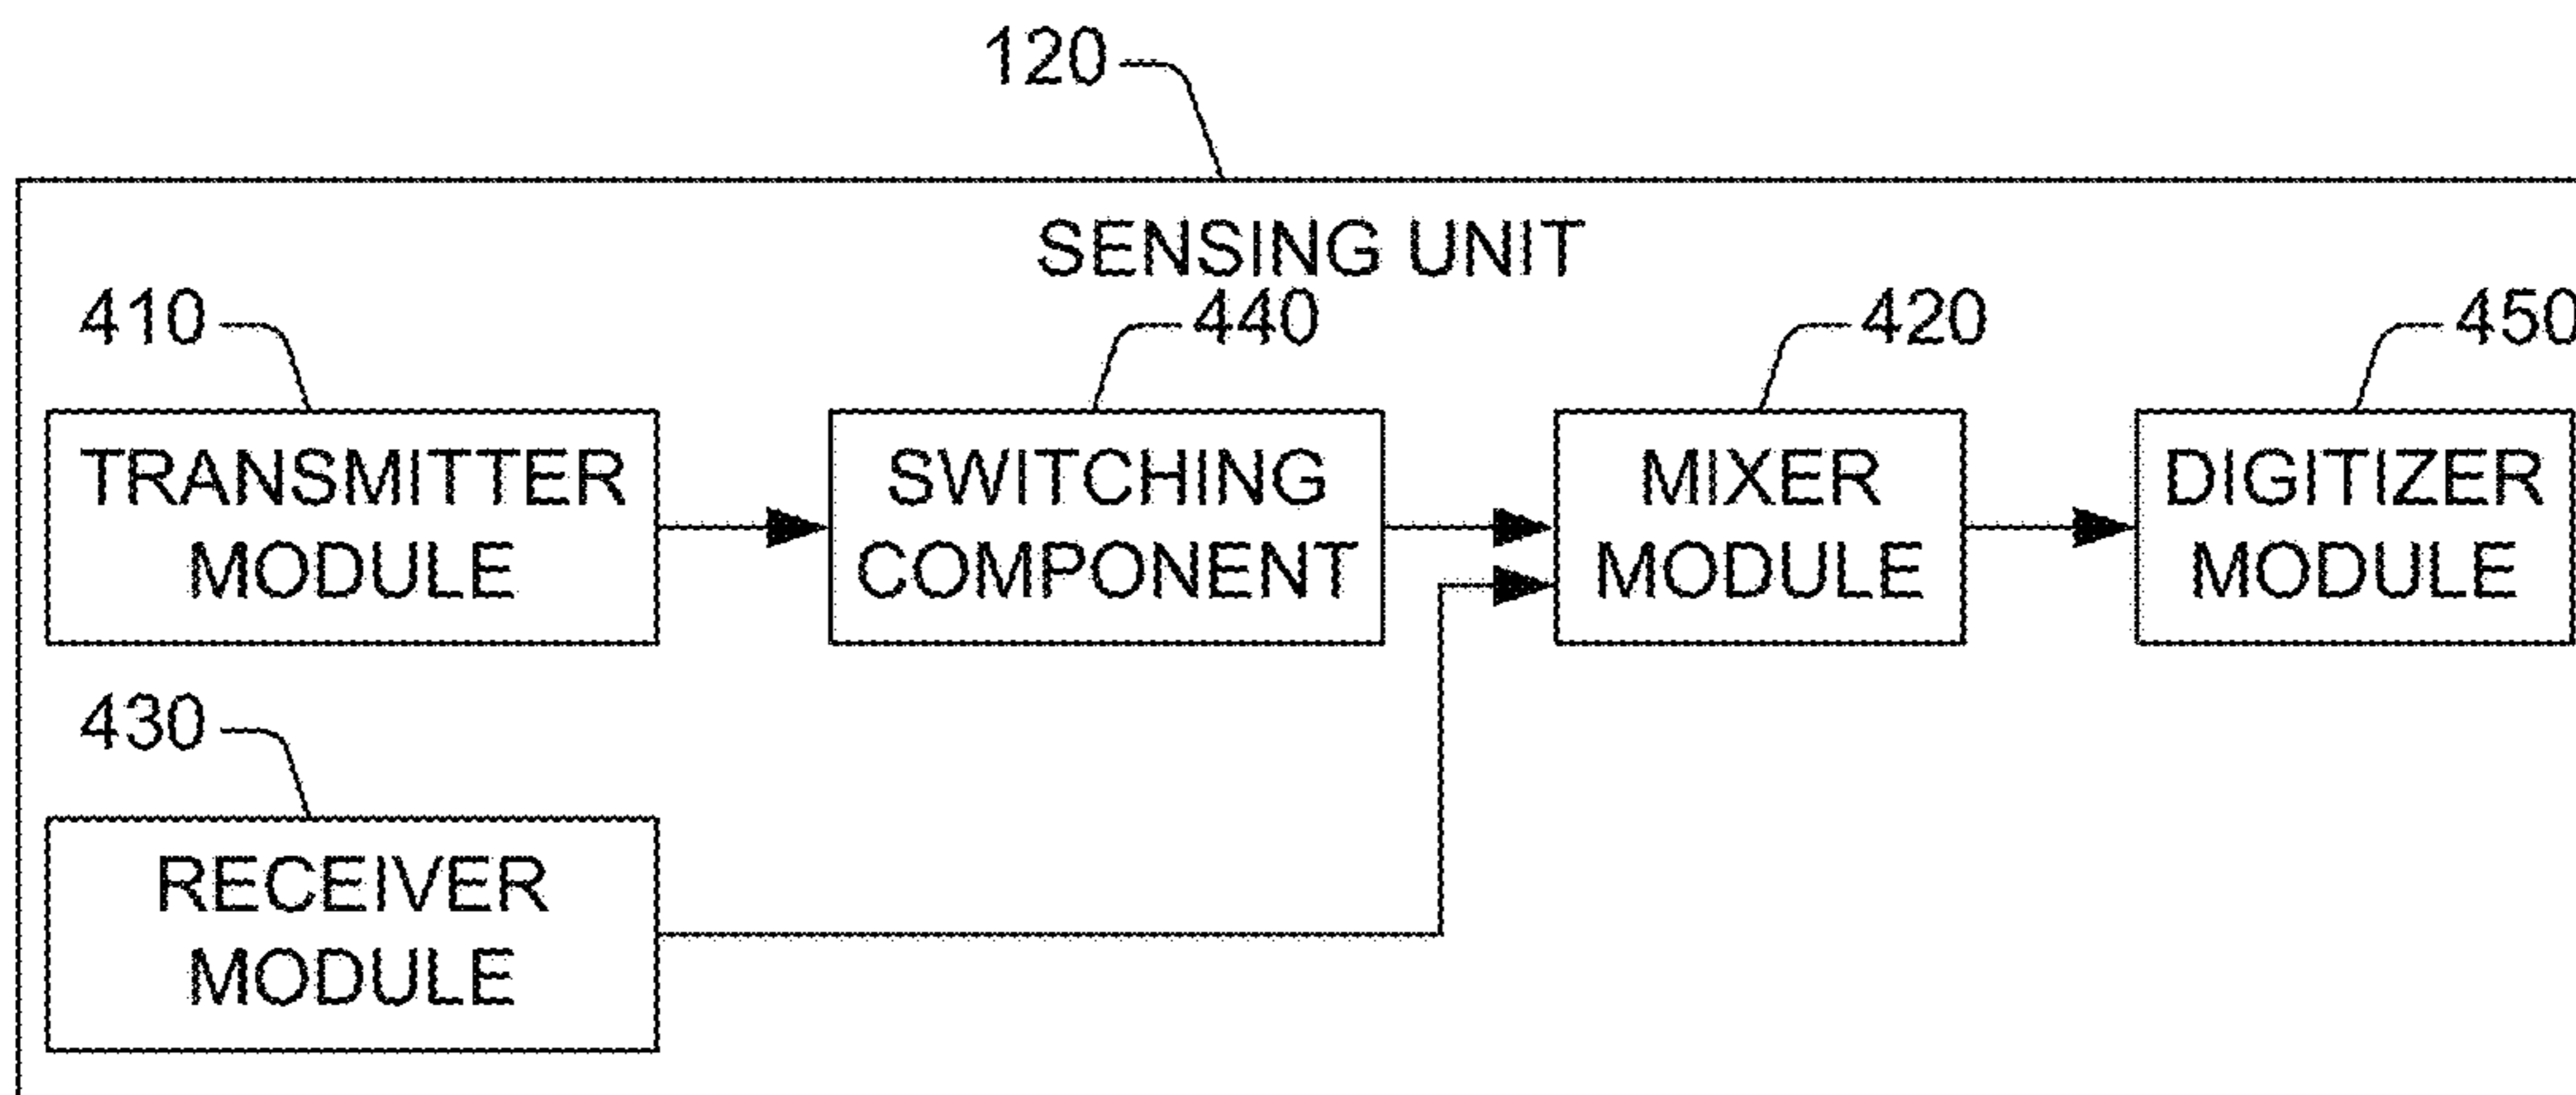 120
SENSING UNIT
410
440
420
450
TRANSMITTER
MODULE
SWITCHING
COMPONENT
MIXER
MODULE
DIGITIZER
MODULE
430
RECEIVER
MODULE